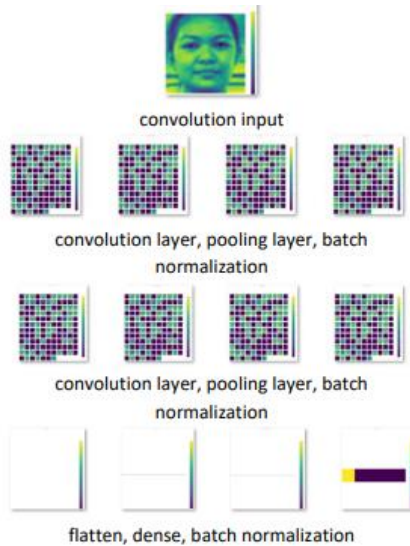 convolution input
convolution layer, pooling layer, batch
normalization
convolution layer, pooling layer, batch
normalization
flatten, dense, batch normalization